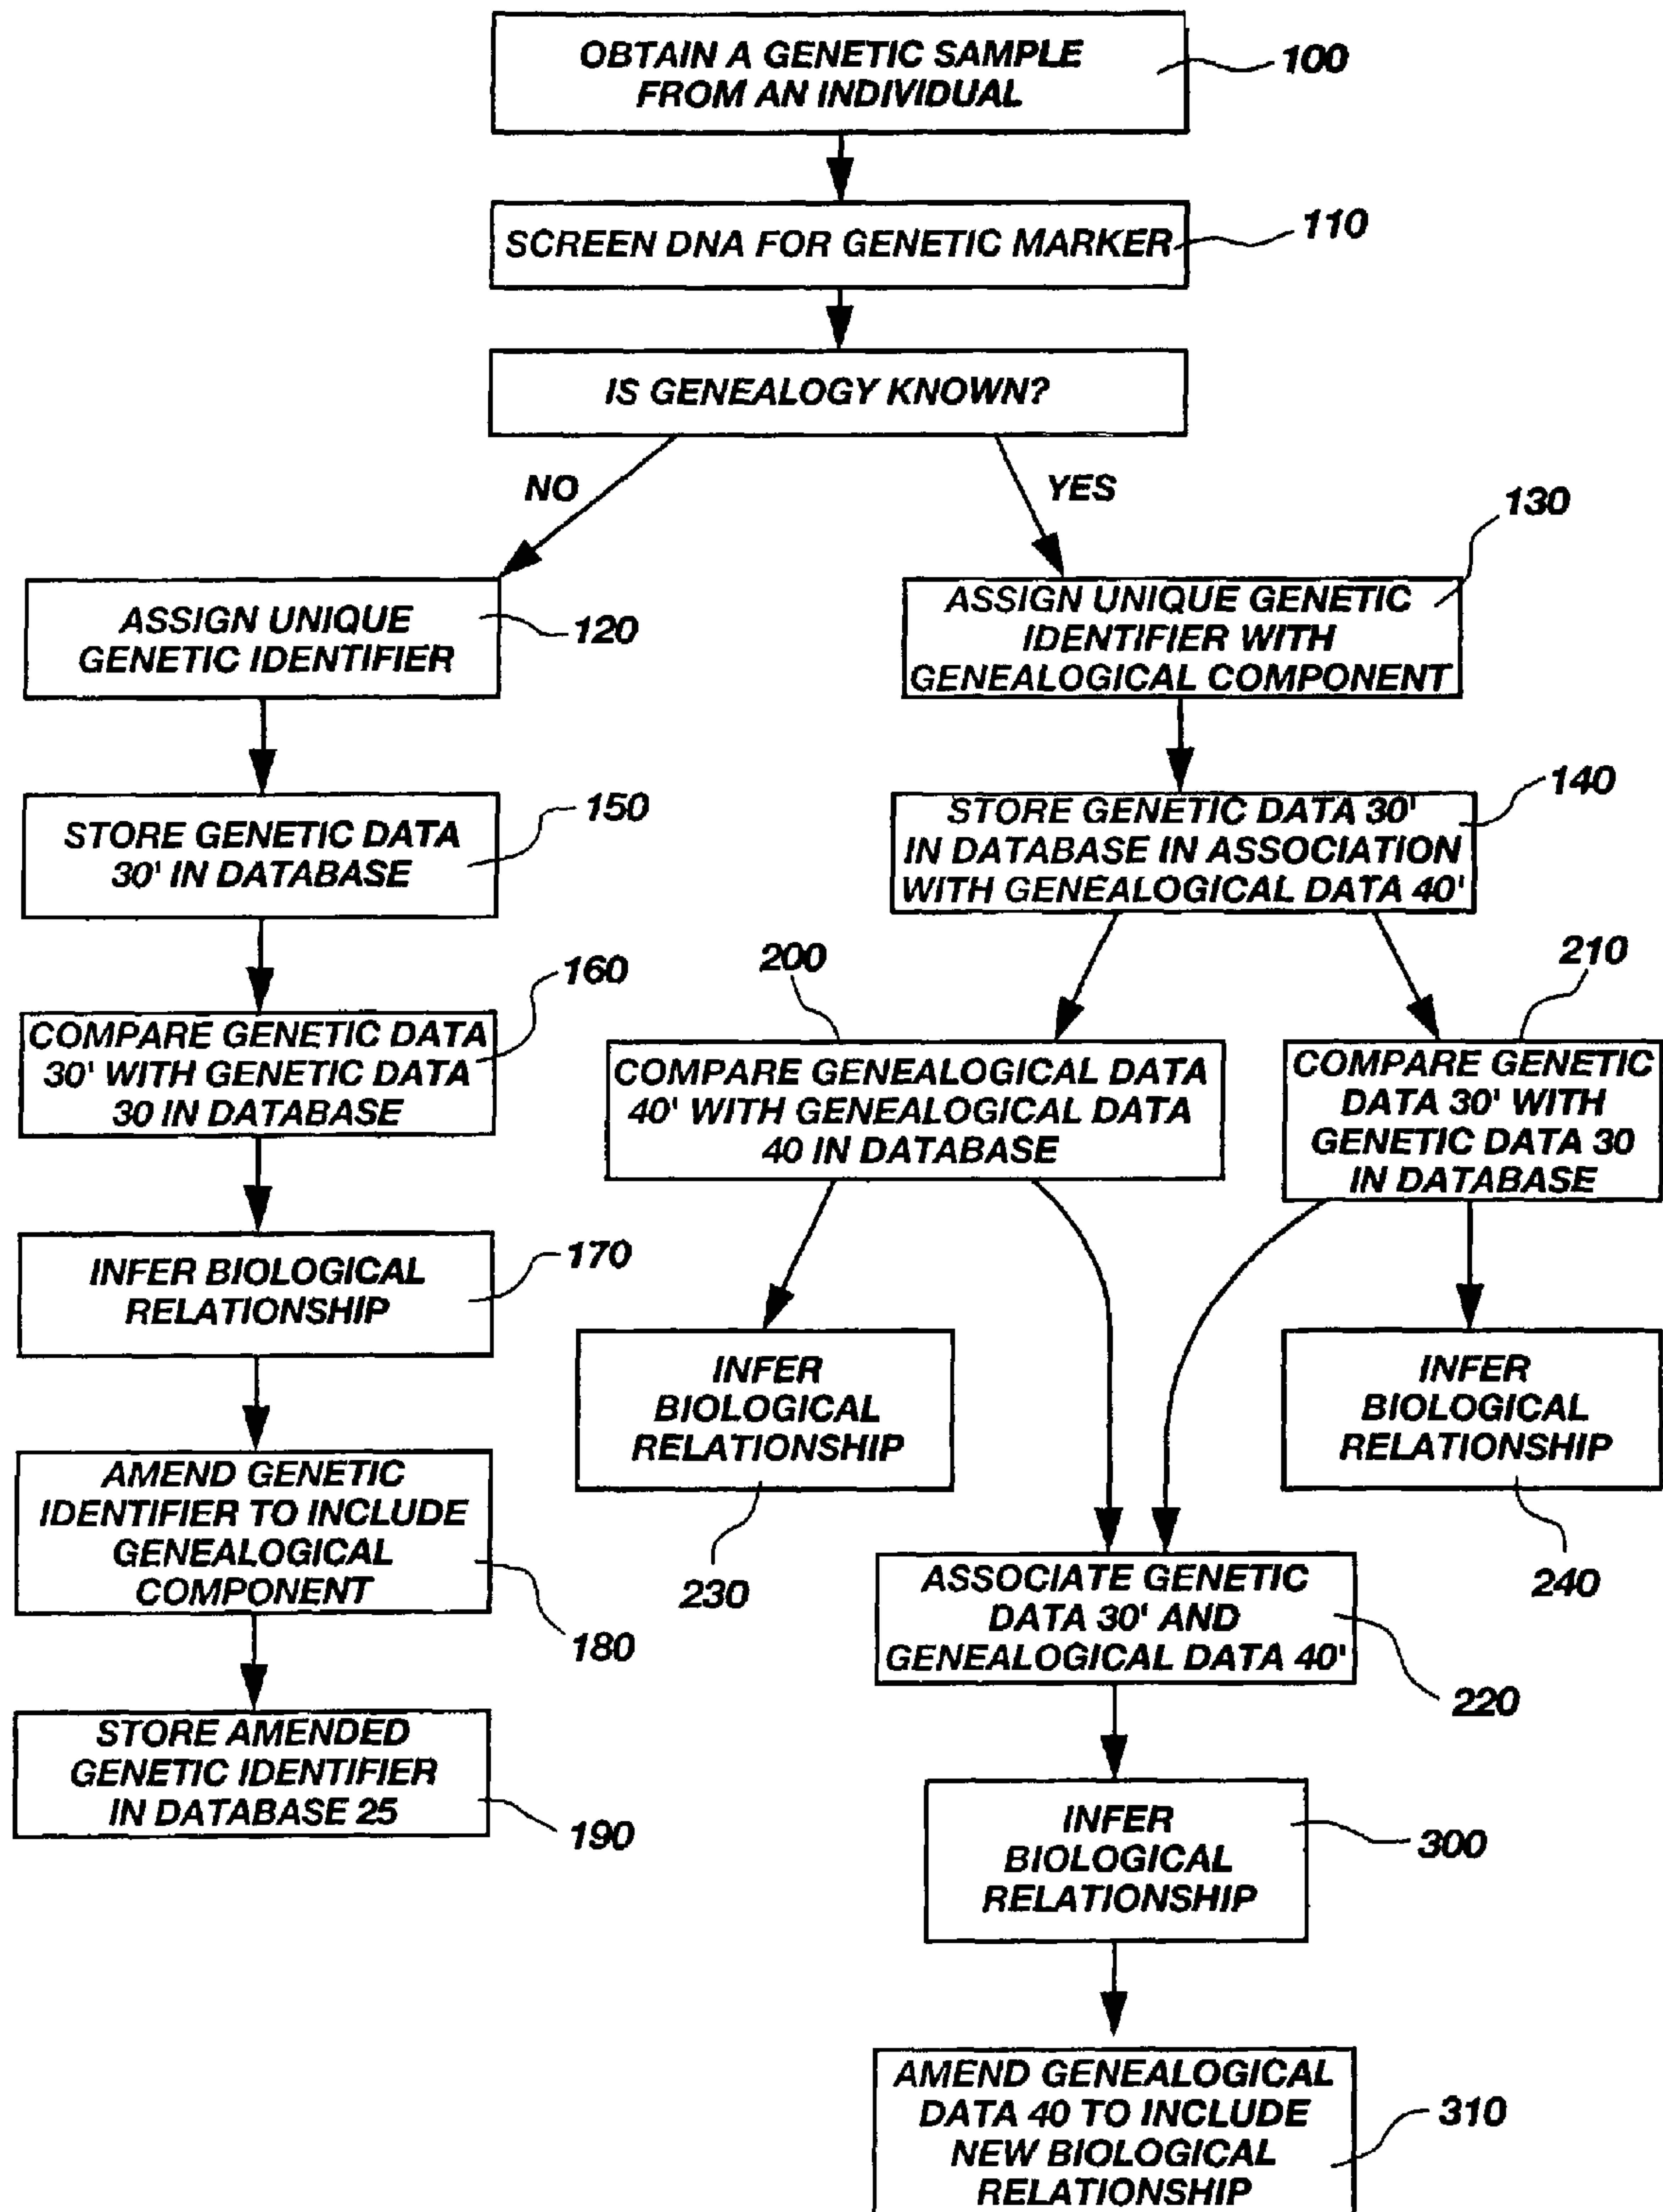 OBTAIN A GENETIC SAMPLE
FROM AN INDIVIDUAL
100
SCREEN DNA FOR GENETIC MARKER
110
IS GENEALOGY KNOWN?
NO
YES
ASSIGN UNIQUE
GENETIC IDENTIFIER
120
ASSIGN UNIQUE GENETIC
IDENTIFIER WITH
GENEALOGICAL COMPONENT
130
STORE GENETIC DATA
30' IN DATABASE
150
STORE GENETIC DATA 30'
IN DATABASE IN ASSOCIATION
WITH GENEALOGICAL DATA 40'
140
COMPARE GENETIC DATA
30' WITH GENETIC DATA
30 IN DATABASE
160
200
COMPARE GENEALOGICAL DATA
40' WITH GENEALOGICAL DATA
40 IN DATABASE
210
COMPARE GENETIC
DATA 30' WITH
GENETIC DATA 30
IN DATABASE
INFER BIOLOGICAL
RELATIONSHIP
170
INFER
BIOLOGICAL
RELATIONSHIP
230
INFER
BIOLOGICAL
RELATIONSHIP
240
AMEND GENETIC
IDENTIFIER TO INCLUDE
GENEALOGICAL
COMPONENT
180
ASSOCIATE GENETIC
DATA 30' AND
GENEALOGICAL DATA 40'
220
STORE AMENDED
GENETIC IDENTIFIER
IN DATABASE 25
190
INFER
BIOLOGICAL
RELATIONSHIP
300
AMEND GENEALOGICAL
DATA 40 TO INCLUDE
NEW BIOLOGICAL
RELATIONSHIP
310